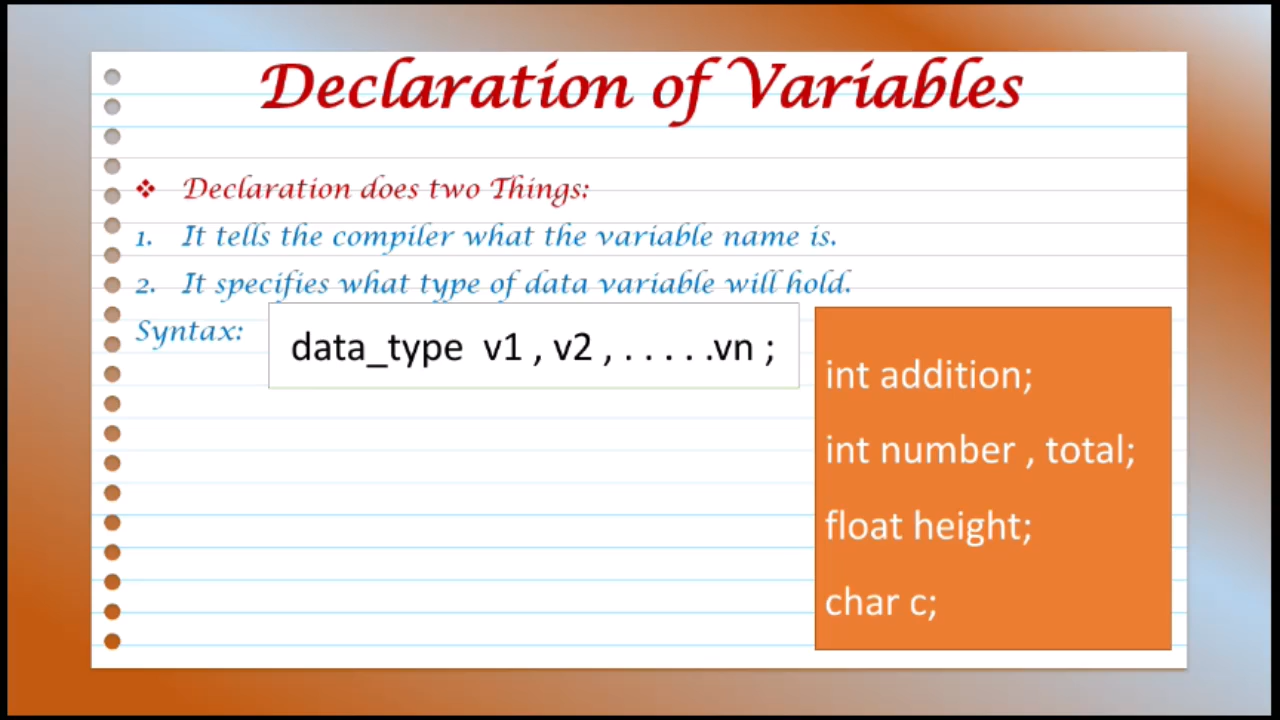 Declaration of Variables
❖ Declaration does two Things:
1. It tells the compiler what the variable name is.
2. It specifies what type of data variable will hold.
Syntax:
data_type v1 , v2 , . . . . .vn ;
int addition;
int number , total;
float height;
char c;